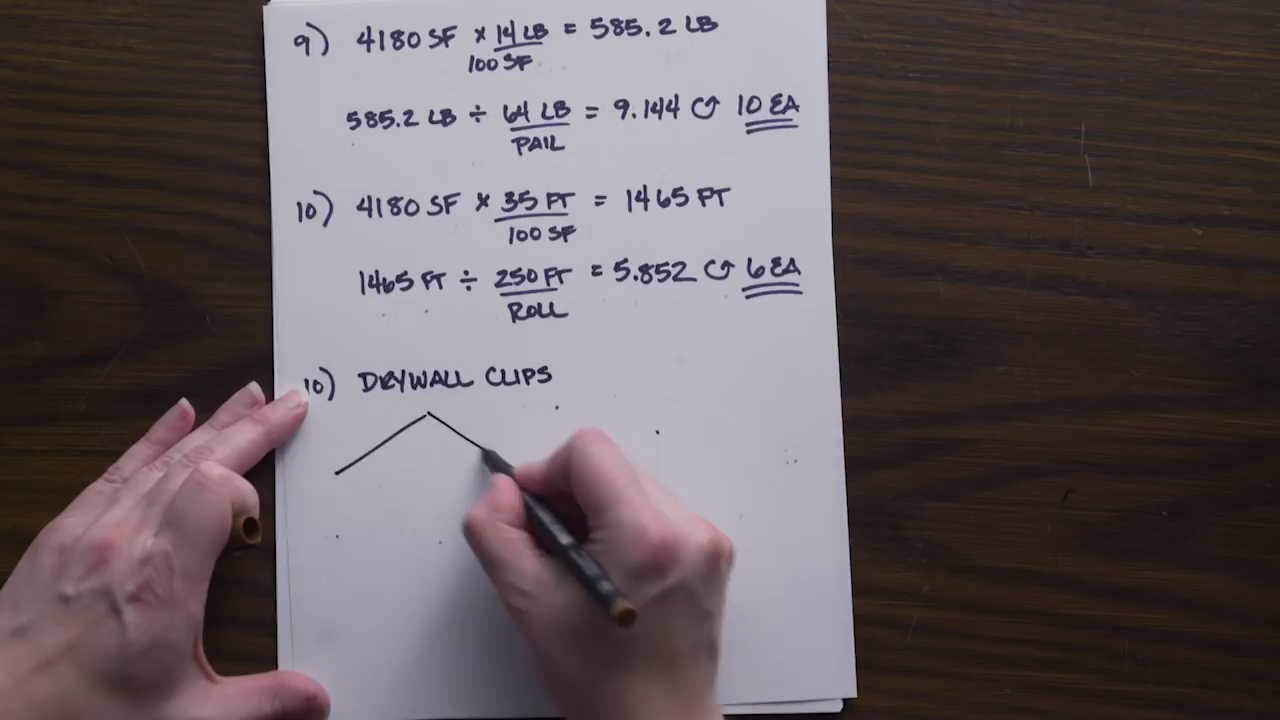 9) 4180 SF × 14 LB = 585.2 LB
100 SF
585.2 LB ÷ 64 LB = 9.144 ↺ 10 EA
PAIL
10) 4180 SF × 35 FT = 1465 FT
100 SF
1465 FT ÷ 250 FT = 5.852 ↺ 6 EA
ROLL
10) DRYWALL CLIPS